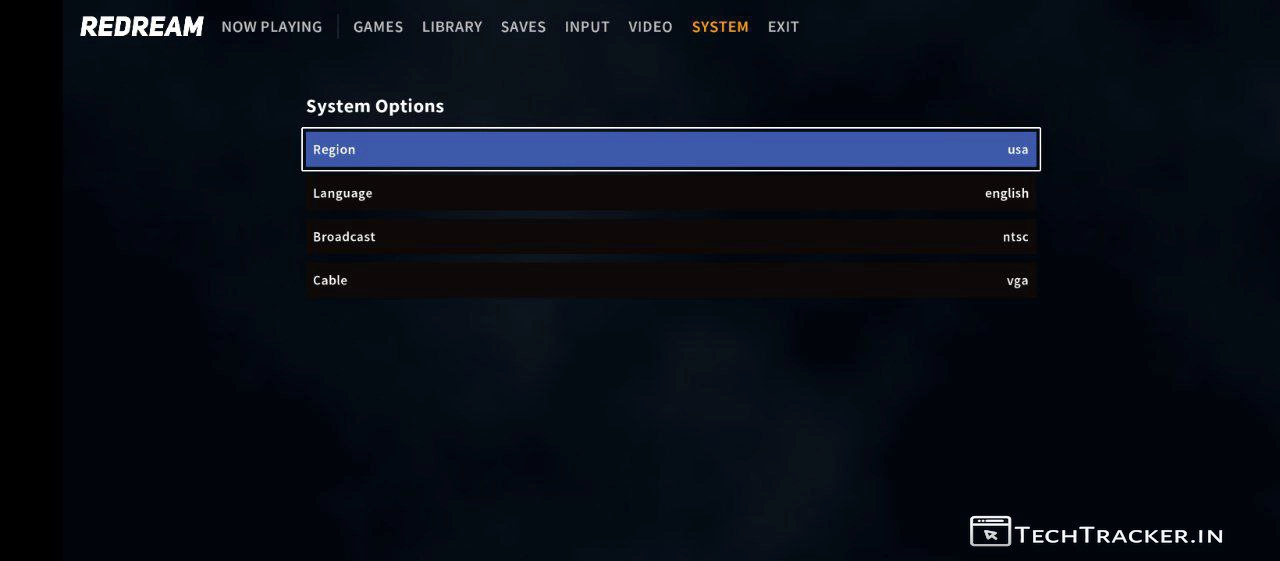 REDREAM NOW PLAYING GAMES LIBRARY SAVES INPUT VIDEO SYSTEM EXIT
System Options
Region usa
Language english
Broadcast ntsc
Cable vga
TECHTRACKER.IN